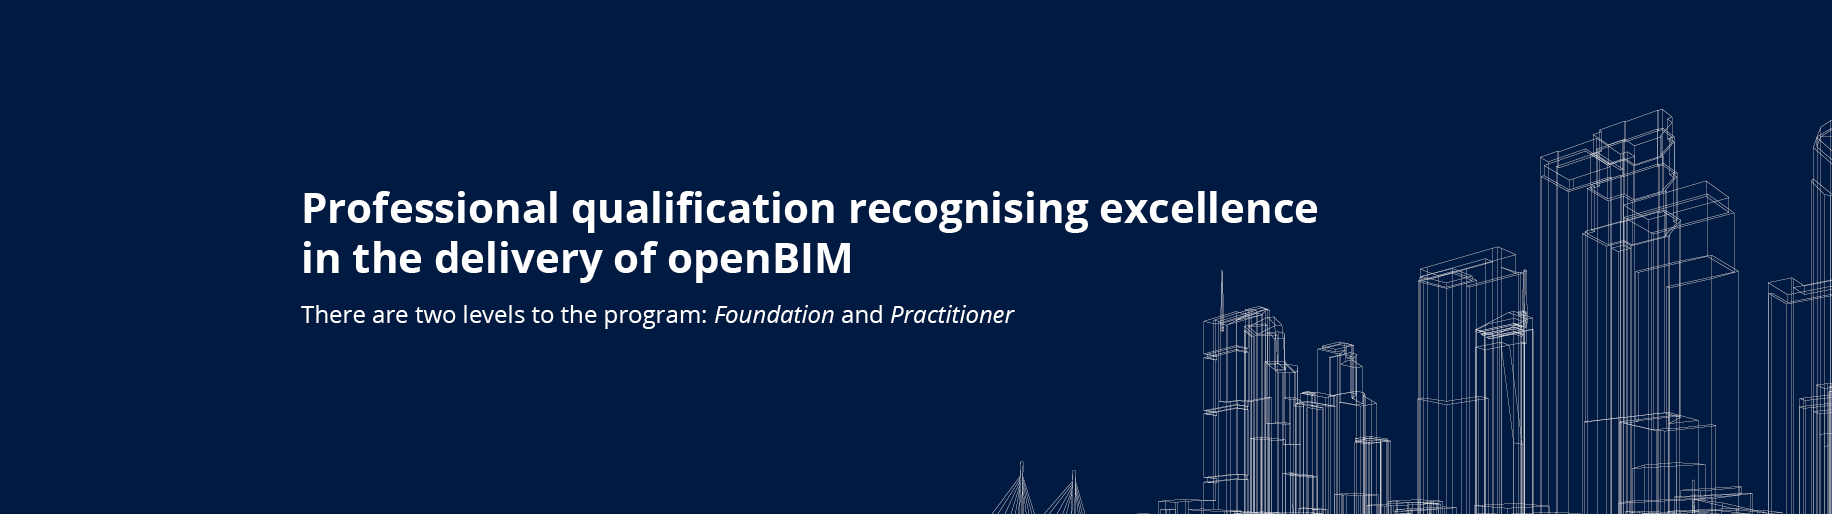 Professional qualification recognising excellence
in the delivery of openBIM
There are two levels to the program: Foundation and Practitioner